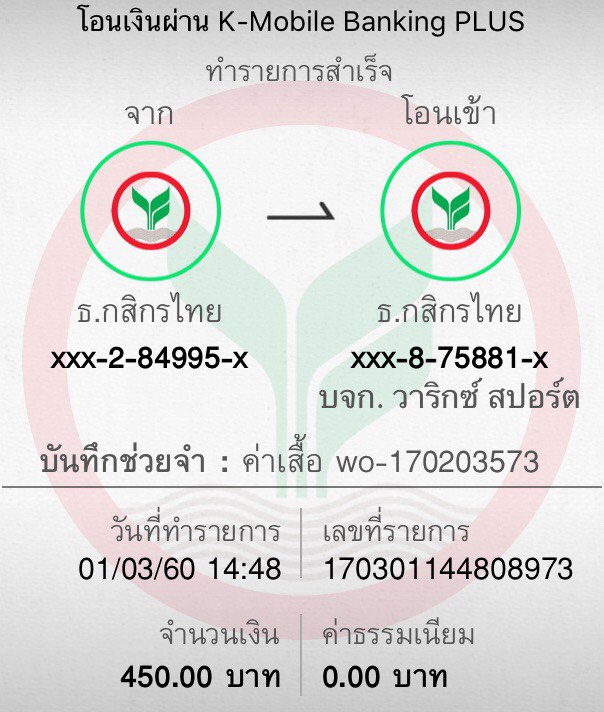 โอนเงินผ่าน K-Mobile Banking PLUS
ทำรายการสำเร็จ
จาก
โอนเข้า
ธ.กสิกรไทย
ธ.กสิกรไทย
xxx-2-84995-x
xxx-8-75881-x
บจก. วาริกซ์ สปอร์ต
บันทึกช่วยจำ : ค่าเสื้อ wo-170203573
วันที่ทำรายการ
เลขที่รายการ
01/03/60 14:48
170301144808973
จำนวนเงิน
ค่าธรรมเนียม
450.00 บาท
0.00 บาท